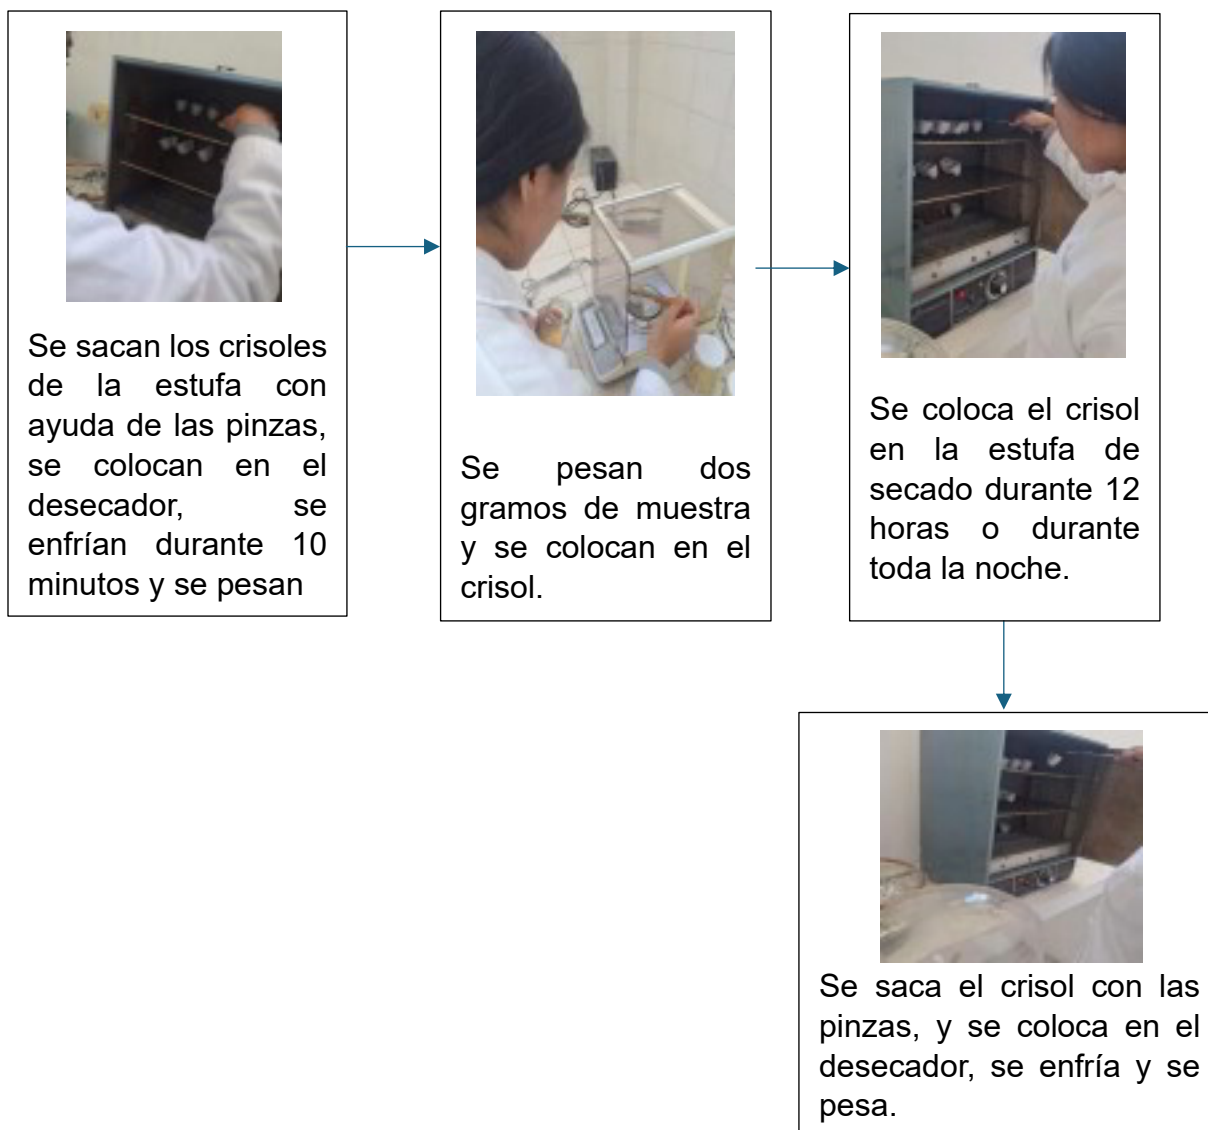 Se sacan los crisoles
de la estufa con
ayuda de las pinzas,
se colocan en el
desecador, se
enfrían durante 10
minutos y se pesan
Se pesan dos
gramos de muestra
y se colocan en el
crisol.
Se coloca el crisol
en la estufa de
secado durante 12
horas o durante
toda la noche.
Se saca el crisol con las
pinzas, y se coloca en el
desecador, se enfría y se
pesa.